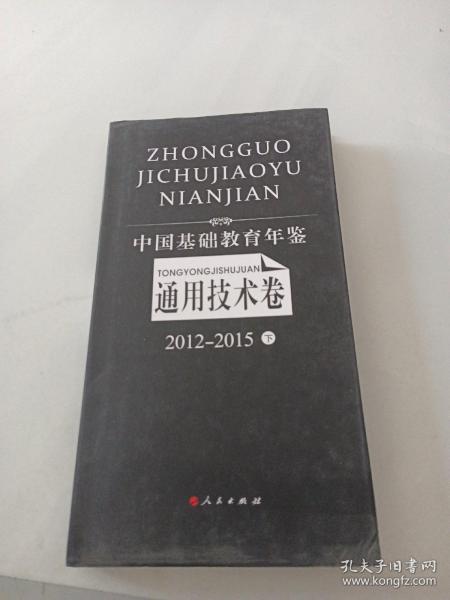 ZHONGGUO
JICHUJIAOYU
NIANJIAN
中国基础教育年鉴
TONGYONGJISHUJUAN
通用技术卷
2012-2015 下
人民出版社
孔夫子旧书网
www.kongfz.com